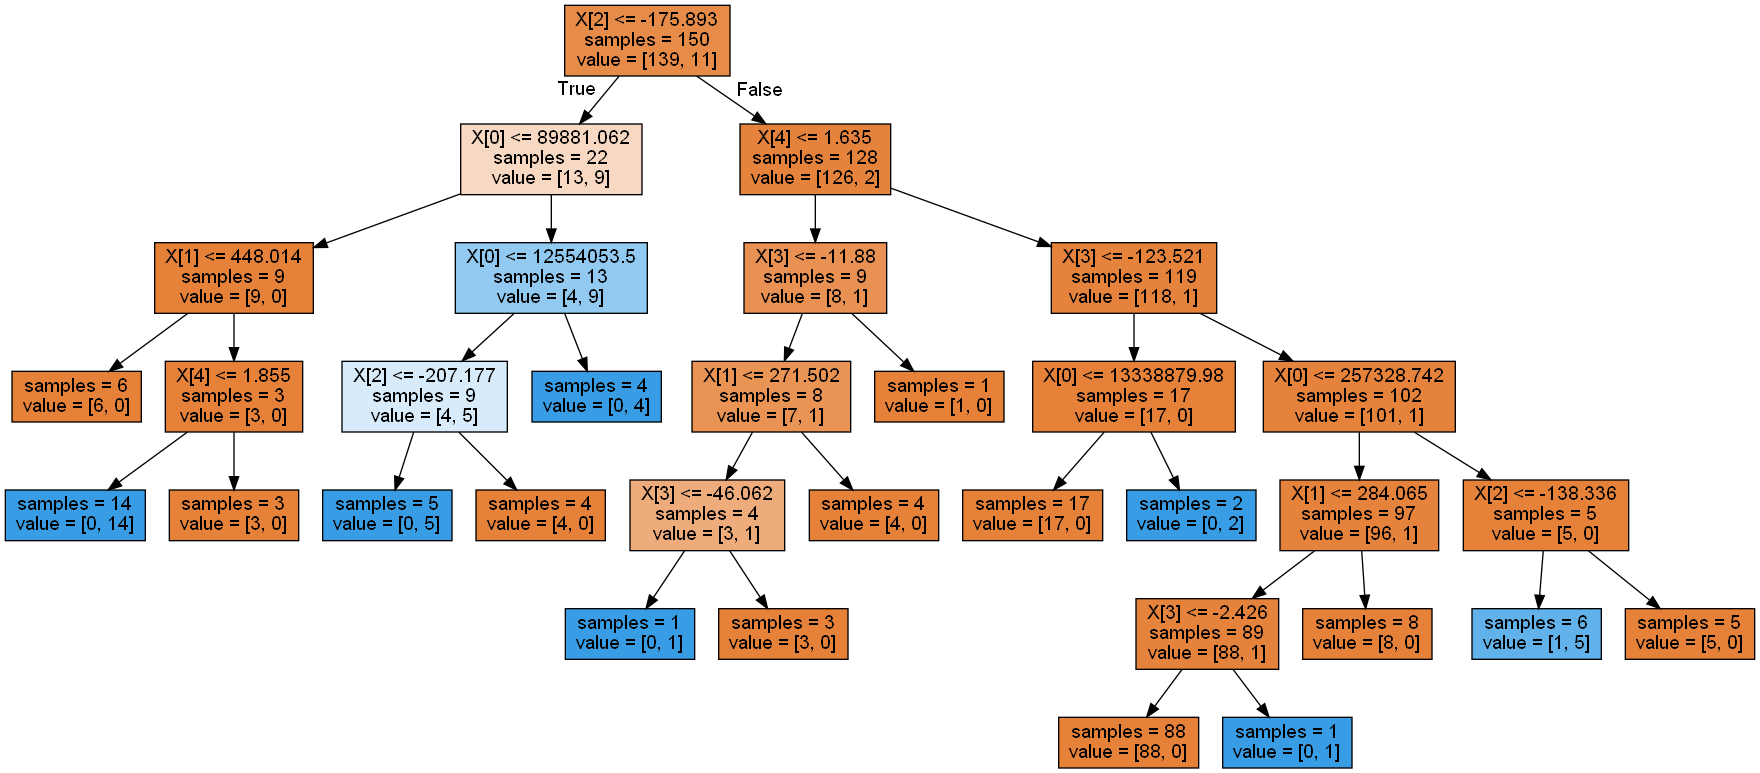 X[2] <= -175.893
samples = 150
value = [139, 11]
True
False
X[0] <= 89881.062
samples = 22
value = [13, 9]
X[4] <= 1.635
samples = 128
value = [126, 2]
X[1] <= 448.014
samples = 9
value = [9, 0]
X[0] <= 12554053.5
samples = 13
value = [4, 9]
X[3] <= -11.88
samples = 9
value = [8, 1]
X[3] <= -123.521
samples = 119
value = [118, 1]
samples = 6
value = [6, 0]
X[4] <= 1.855
samples = 3
value = [3, 0]
X[2] <= -207.177
samples = 9
value = [4, 5]
samples = 4
value = [0, 4]
X[1] <= 271.502
samples = 8
value = [7, 1]
samples = 1
value = [1, 0]
X[0] <= 13338879.98
samples = 17
value = [17, 0]
X[0] <= 257328.742
samples = 102
value = [101, 1]
samples = 14
value = [0, 14]
samples = 3
value = [3, 0]
samples = 5
value = [0, 5]
samples = 4
value = [4, 0]
X[3] <= -46.062
samples = 4
value = [3, 1]
samples = 4
value = [4, 0]
samples = 17
value = [17, 0]
samples = 2
value = [0, 2]
X[1] <= 284.065
samples = 97
value = [96, 1]
X[2] <= -138.336
samples = 5
value = [5, 0]
samples = 1
value = [0, 1]
samples = 3
value = [3, 0]
X[3] <= -2.426
samples = 89
value = [88, 1]
samples = 8
value = [8, 0]
samples = 6
value = [1, 5]
samples = 5
value = [5, 0]
samples = 88
value = [88, 0]
samples = 1
value = [0, 1]